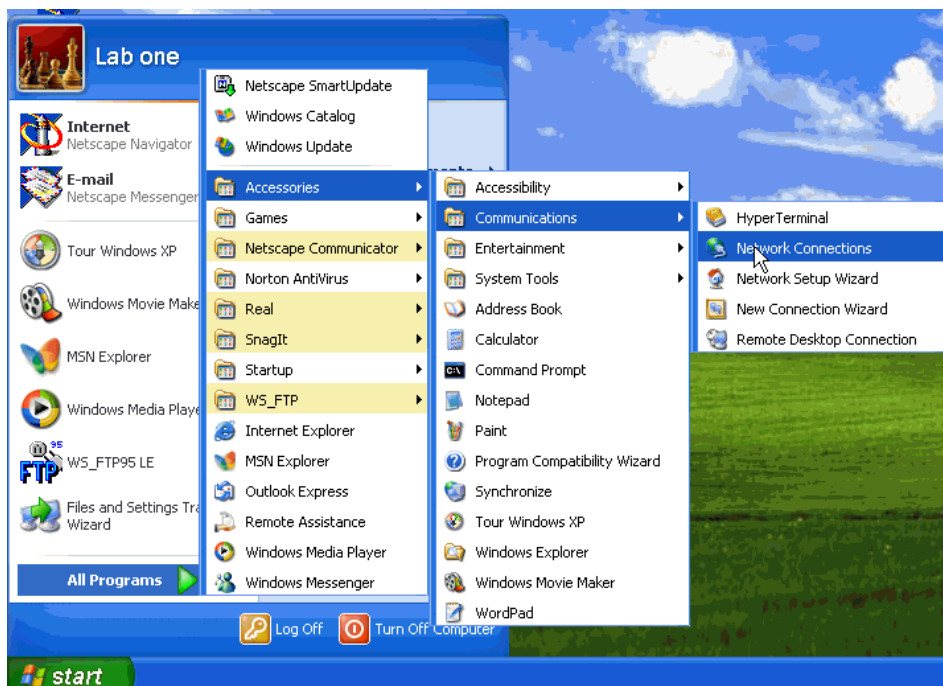 Lab one
Internet
Netscape Navigator
E-mail
Netscape Messenger
Tour Windows XP
Windows Movie Make
MSN Explorer
Windows Media Playe
95
FTP
WS_FTP95 LE
Files and Settings Tra
Wizard
All Programs
Netscape SmartUpdate
Windows Catalog
Windows Update
Accessories
Games
Netscape Communicator
Norton AntiVirus
Real
SnagIt
Startup
WS_FTP
Internet Explorer
MSN Explorer
Outlook Express
Remote Assistance
Windows Media Player
Windows Messenger
Accessibility
Communications
Entertainment
System Tools
Address Book
Calculator
C:\
Command Prompt
Notepad
Paint
Program Compatibility Wizard
Synchronize
Tour Windows XP
Windows Explorer
Windows Movie Maker
WordPad
HyperTerminal
Network Connections
Network Setup Wizard
New Connection Wizard
Remote Desktop Connection
Log Off
Turn Off Computer
start